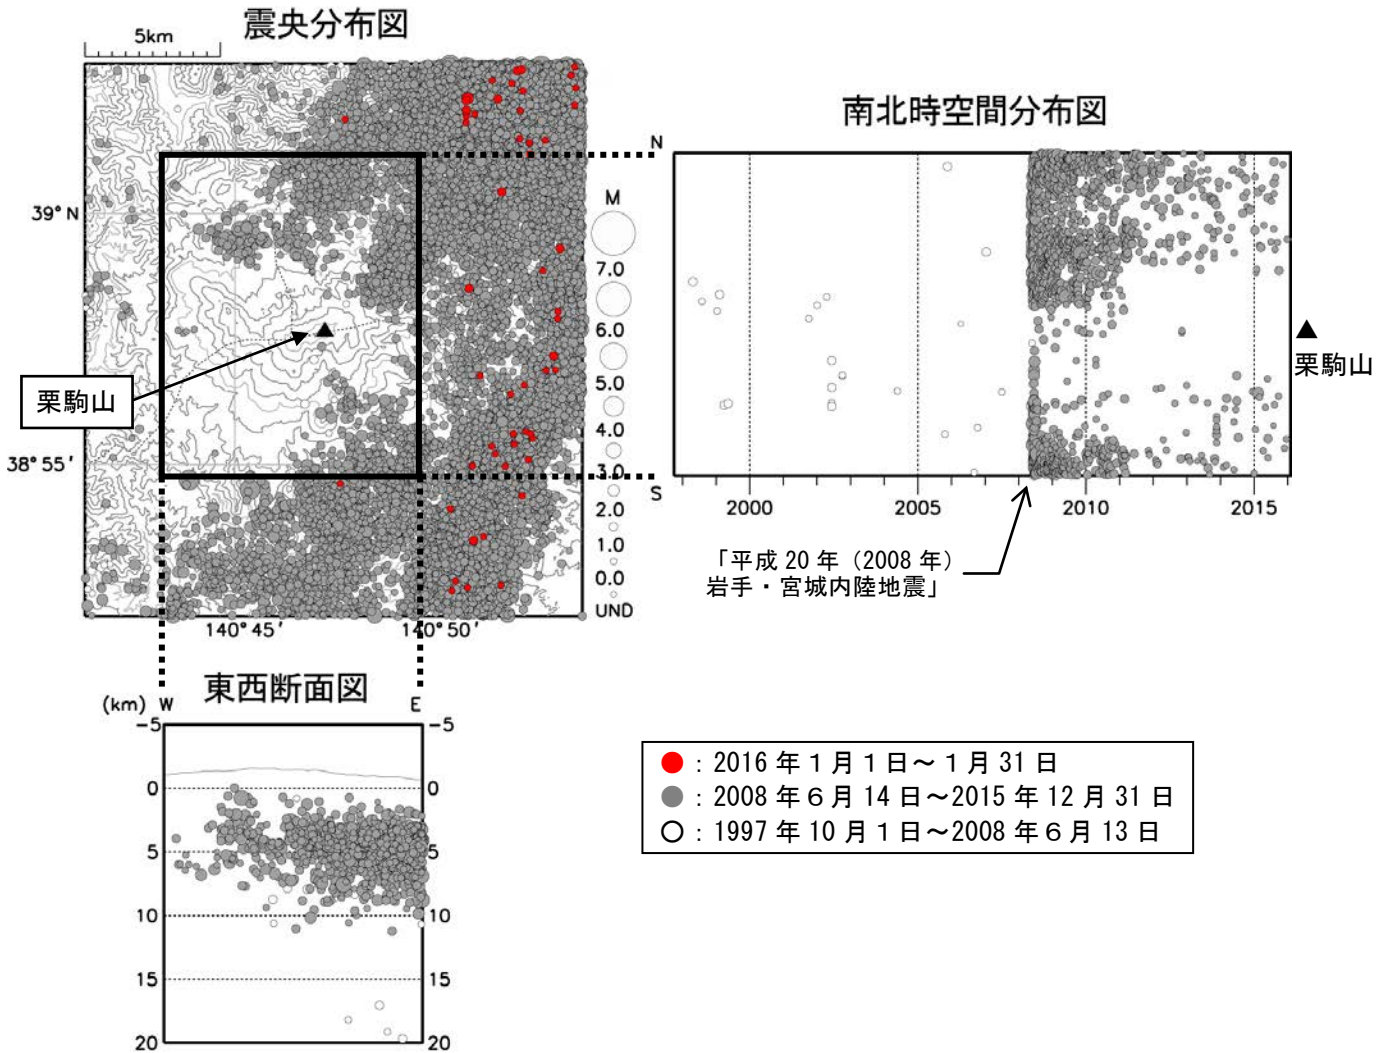 震央分布図
5km
39° N
38° 55′
140° 45′
140° 50′
栗駒山
N
S
M
7.0
6.0
5.0
4.0
3.0
2.0
1.0
0.0
UND
南北時空間分布図
2000
2005
2010
2015
栗駒山
「平成 20 年（2008 年）
岩手・宮城内陸地震」
東西断面図
(km) W E
-5 -5
0 0
5 5
10 10
15 15
20 20
：2016 年 1 月 1 日～ 1 月 31 日
：2008 年 6 月 14 日～2015 年 12 月 31 日
：1997 年 10 月 1 日～2008 年 6 月 13 日